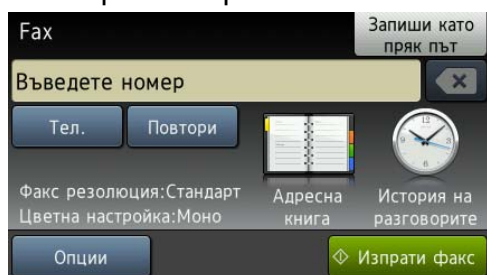 Fax
Запиши като
пряк път
Въведете номер
Тел.
Повтори
Факс резолюция:Стандарт
Цветна настройка:Моно
Адресна
книга
История на
разговорите
Опции
Изпрати факс